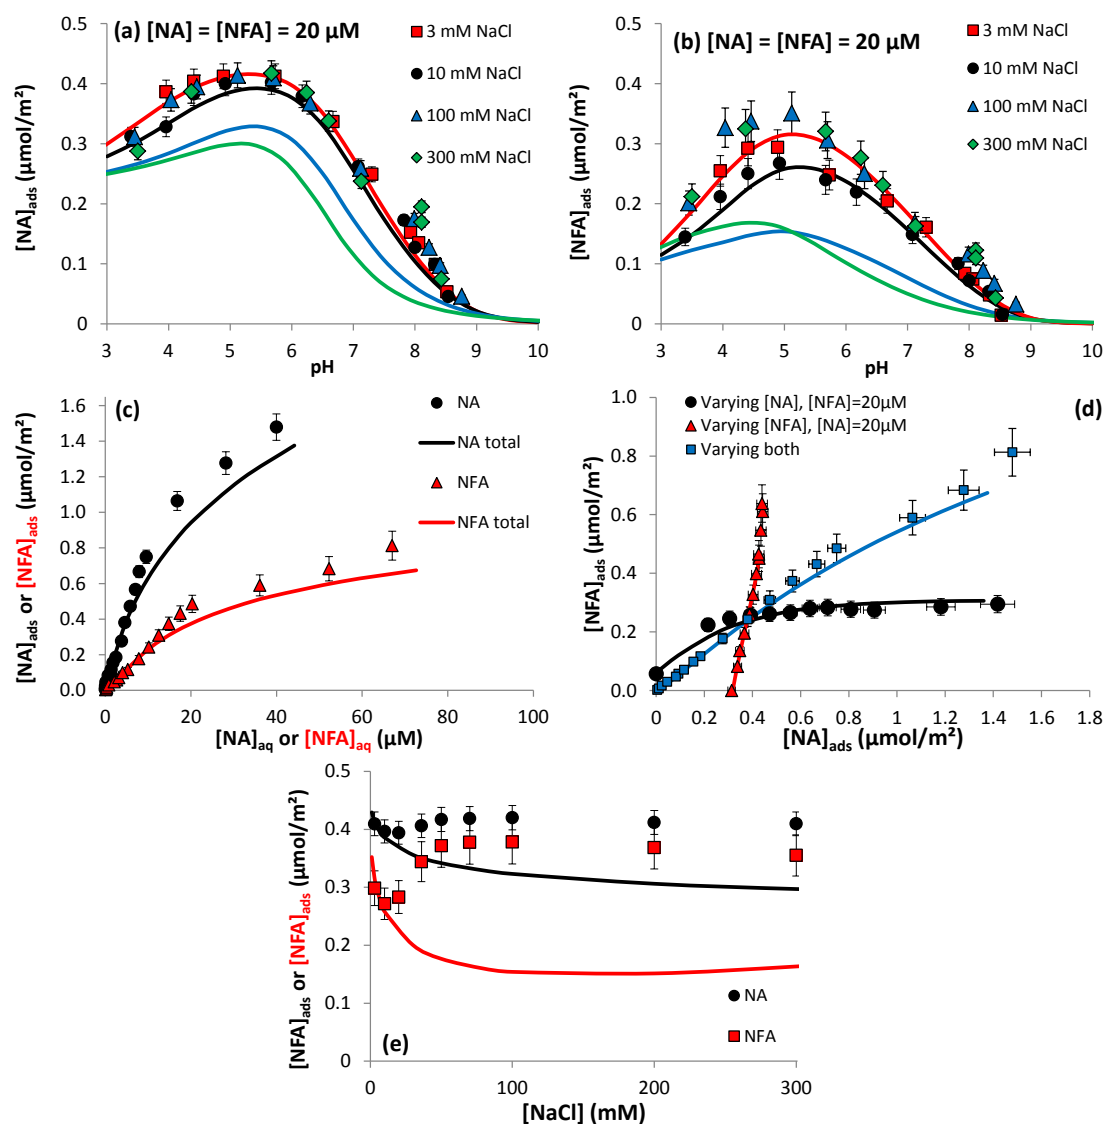 (a) [NA] = [NFA] = 20 µM
3 mM NaCl
10 mM NaCl
100 mM NaCl
300 mM NaCl
[NA]ads (µmol/m²)
0.5
0.4
0.3
0.2
0.1
0
3 4 5 6 7 8 9 10
pH
(b) [NA] = [NFA] = 20 µM
3 mM NaCl
10 mM NaCl
100 mM NaCl
300 mM NaCl
[NFA]ads (µmol/m²)
0.5
0.4
0.3
0.2
0.1
0
3 4 5 6 7 8 9 10
pH
(c)
NA
NA total
NFA
NFA total
[NA]ads or [NFA]ads (µmol/m²)
1.6
1.4
1.2
1.0
0.8
0.6
0.4
0.2
0.0
0 20 40 60 80 100
[NA]aq or [NFA]aq (µM)
(d)
Varying [NA], [NFA]=20µM
Varying [NFA], [NA]=20µM
Varying both
[NFA]ads (µmol/m²)
1.0
0.8
0.6
0.4
0.2
0.0
0 0.2 0.4 0.6 0.8 1 1.2 1.4 1.6 1.8
[NA]ads (µmol/m²)
(e)
NA
NFA
[NFA]ads or [NFA]ads (µmol/m²)
0.5
0.4
0.3
0.2
0.1
0
0 100 200 300
[NaCl] (mM)